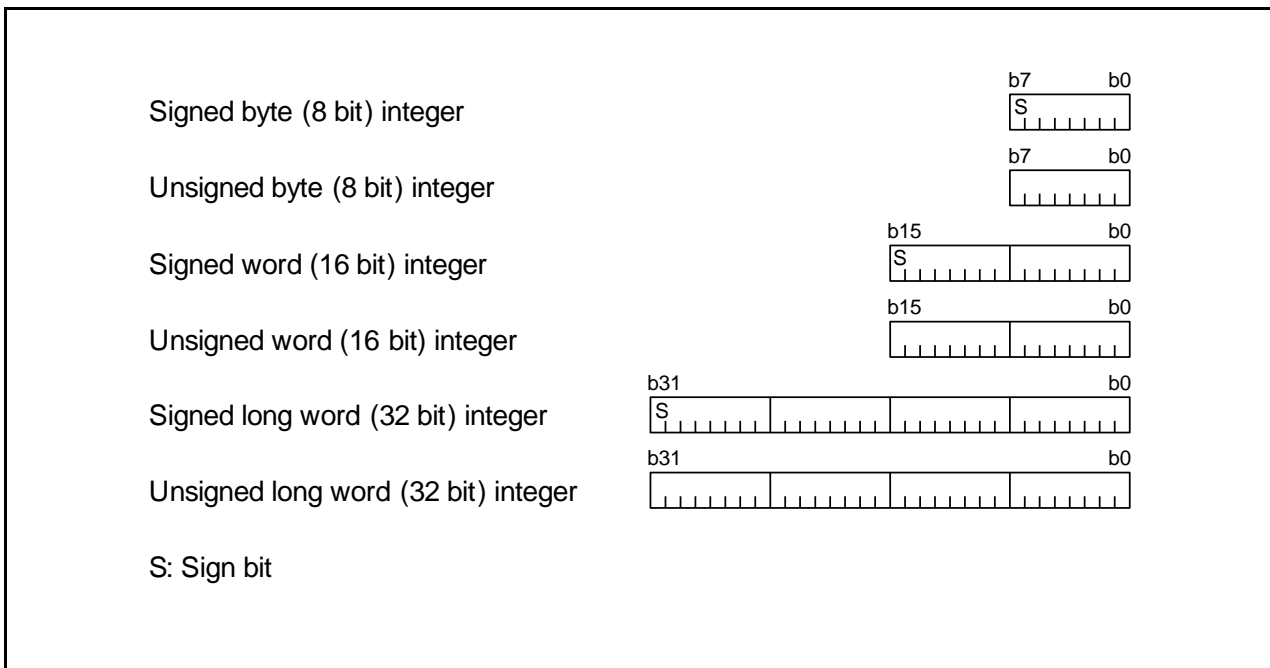 b7 b0
Signed byte (8 bit) integer S
b7 b0
Unsigned byte (8 bit) integer
b15 b0
Signed word (16 bit) integer S
b15 b0
Unsigned word (16 bit) integer
b31 b0
Signed long word (32 bit) integer S
b31 b0
Unsigned long word (32 bit) integer
S: Sign bit